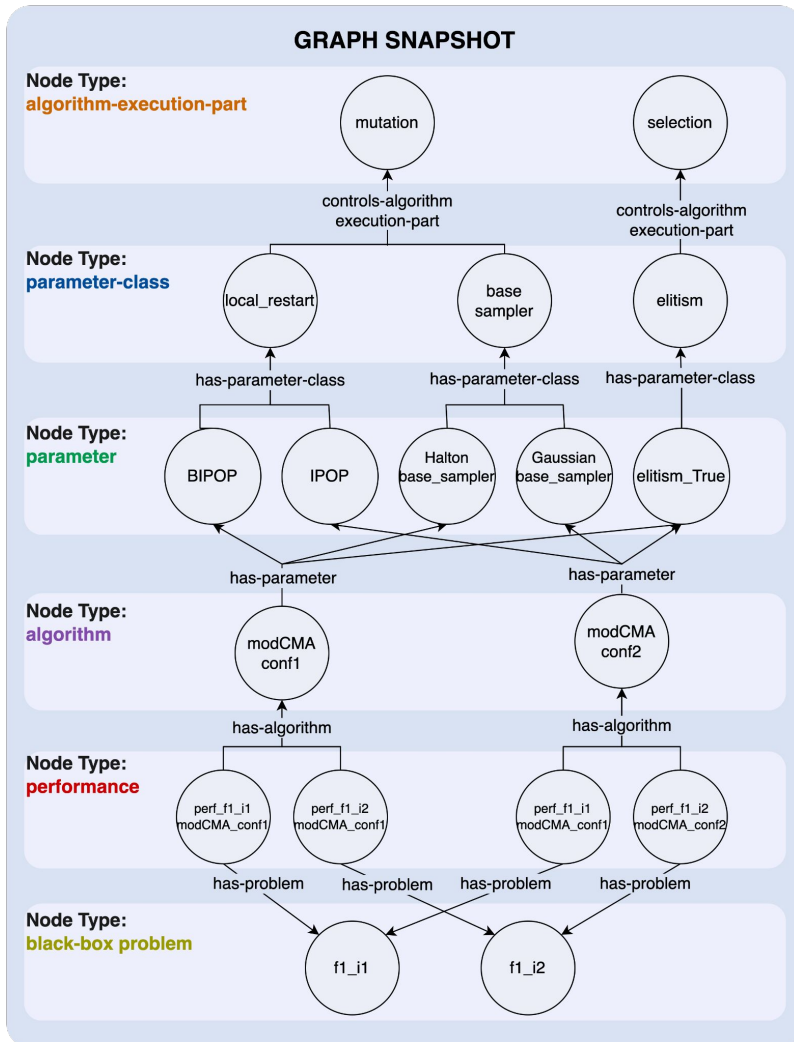 GRAPH SNAPSHOT
Node Type:
algorithm-execution-part
mutation
selection
controls-algorithm
execution-part
controls-algorithm
execution-part
Node Type:
parameter-class
local_restart
base
sampler
elitism
has-parameter-class
has-parameter-class
has-parameter-class
Node Type:
parameter
BIPOP
IPOP
Halton
base_sampler
Gaussian
base_sampler
elitism_True
has-parameter
has-parameter
Node Type:
algorithm
modCMA
conf1
modCMA
conf2
has-algorithm
has-algorithm
Node Type:
performance
perf_f1_i1
modCMA_conf1
perf_f1_i2
modCMA_conf1
perf_f1_i1
modCMA_conf1
perf_f1_i2
modCMA_conf2
has-problem
has-problem
has-problem
has-problem
Node Type:
black-box problem
f1_i1
f1_i2